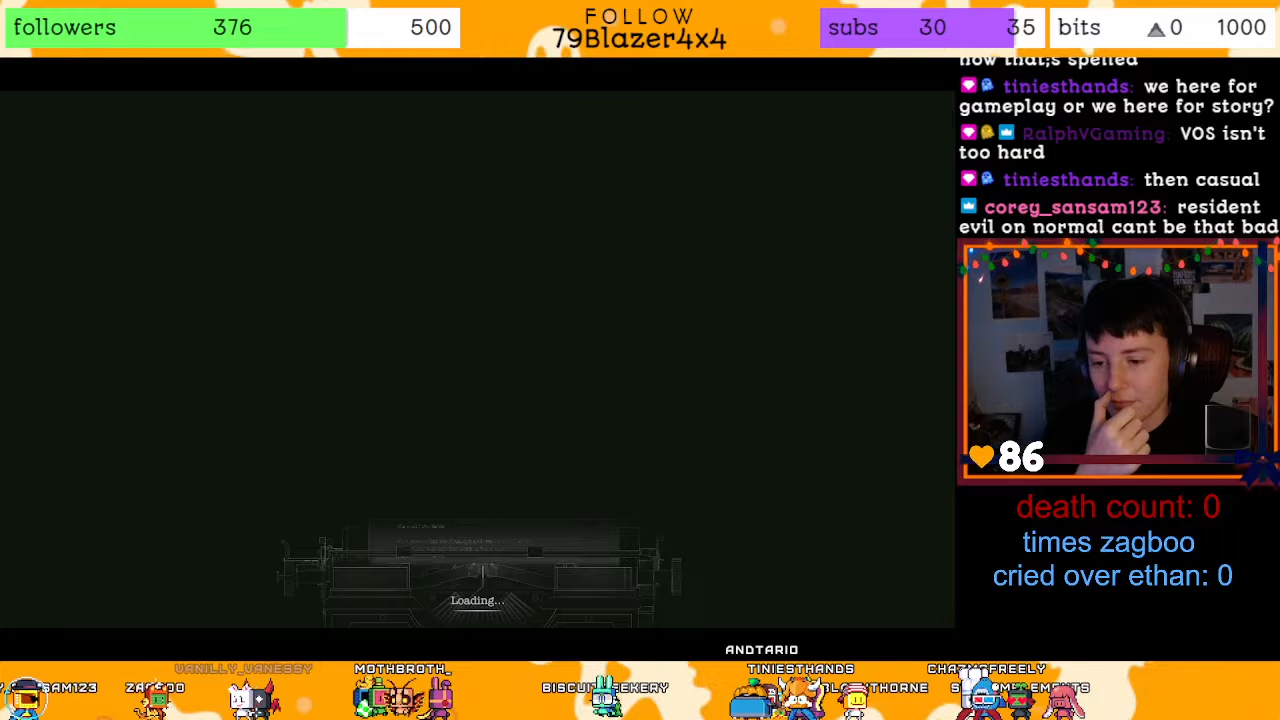 followers 376 500
FOLLOW
79Blazer4x4
subs 30 35
bits 0 1000
how that;s spelled
tiniesthands: we here for
gameplay or we here for story?
RalphVGaming: VOS isn't
too hard
tiniesthands: then casual
corey_sansam123: resident
evil on normal cant be that bad
86
death count: 0
times zagboo
cried over ethan: 0
Loading...
ANDTARIO
VANILLY_VANESSY
MOTHBROTH_
TINIESTHANDS
SAM123